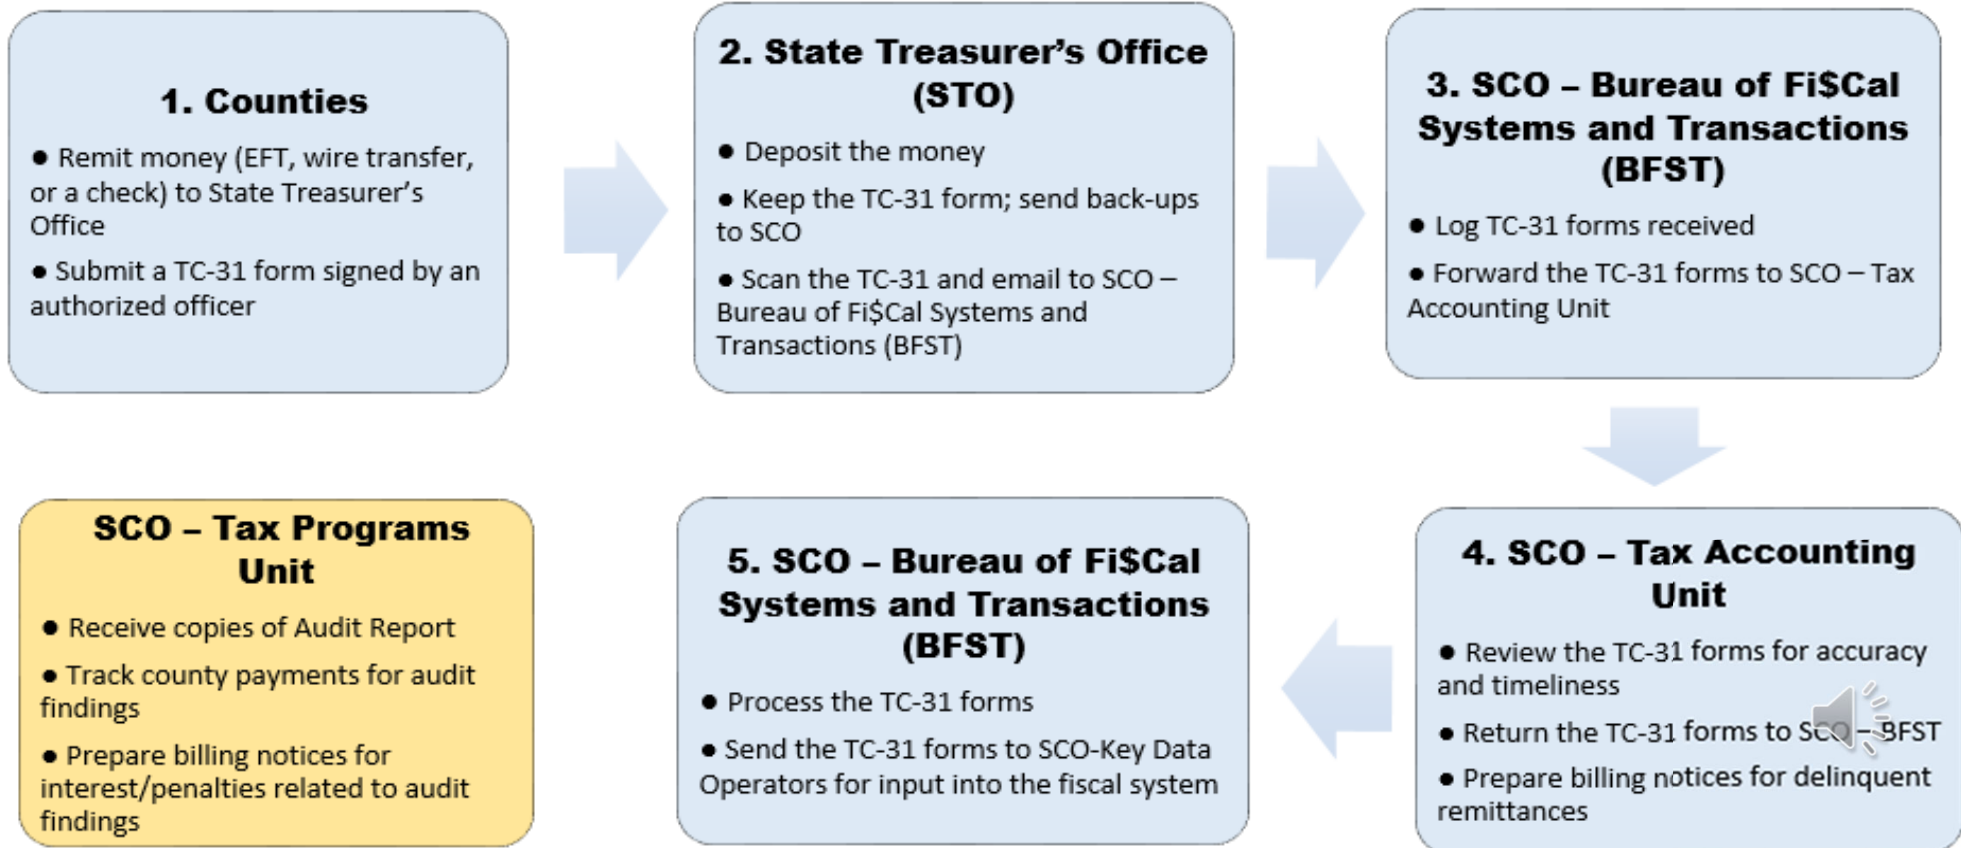 1. Counties
● Remit money (EFT, wire transfer,
or a check) to State Treasurer's
Office
● Submit a TC-31 form signed by an
authorized officer
2. State Treasurer's Office
(STO)
● Deposit the money
● Keep the TC-31 form; send back-ups
to SCO
● Scan the TC-31 and email to SCO –
Bureau of Fi$Cal Systems and
Transactions (BFST)
3. SCO – Bureau of Fi$Cal
Systems and Transactions
(BFST)
● Log TC-31 forms received
● Forward the TC-31 forms to SCO – Tax
Accounting Unit
4. SCO – Tax Accounting
Unit
● Review the TC-31 forms for accuracy
and timeliness
● Return the TC-31 forms to SCO – BFST
● Prepare billing notices for delinquent
remittances
5. SCO – Bureau of Fi$Cal
Systems and Transactions
(BFST)
● Process the TC-31 forms
● Send the TC-31 forms to SCO-Key Data
Operators for input into the fiscal system
SCO – Tax Programs
Unit
● Receive copies of Audit Report
● Track county payments for audit
findings
● Prepare billing notices for
interest/penalties related to audit
findings